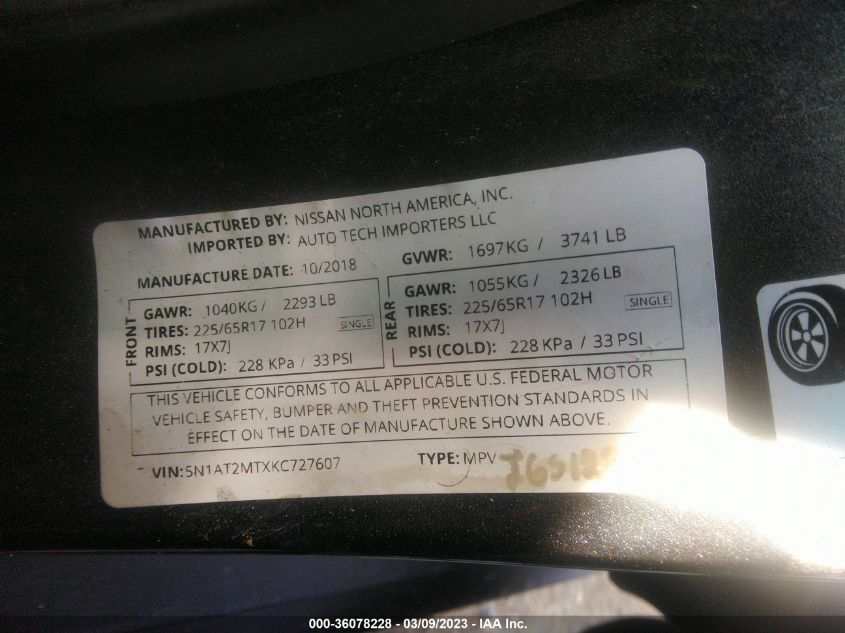 MANUFACTURED BY: NISSAN NORTH AMERICA, INC.
IMPORTED BY: AUTO TECH IMPORTERS LLC
MANUFACTURE DATE: 10/2018 GVWR: 1697KG / 3741 LB
FRONT
GAWR: 1040KG / 2293 LB
TIRES: 225/65R17 102H SINGLE
RIMS: 17X7J
PSI (COLD): 228 KPa / 33 PSI
REAR
GAWR: 1055KG / 2326 LB
TIRES: 225/65R17 102H SINGLE
RIMS: 17X7J
PSI (COLD): 228 KPa / 33 PSI
THIS VEHICLE CONFORMS TO ALL APPLICABLE U.S. FEDERAL MOTOR
VEHICLE SAFETY, BUMPER AND THEFT PREVENTION STANDARDS IN
EFFECT ON THE DATE OF MANUFACTURE SHOWN ABOVE.
VIN: 5N1AT2MTXKC727607 TYPE: MPV
000-36078228 - 03/09/2023 - IAA Inc.